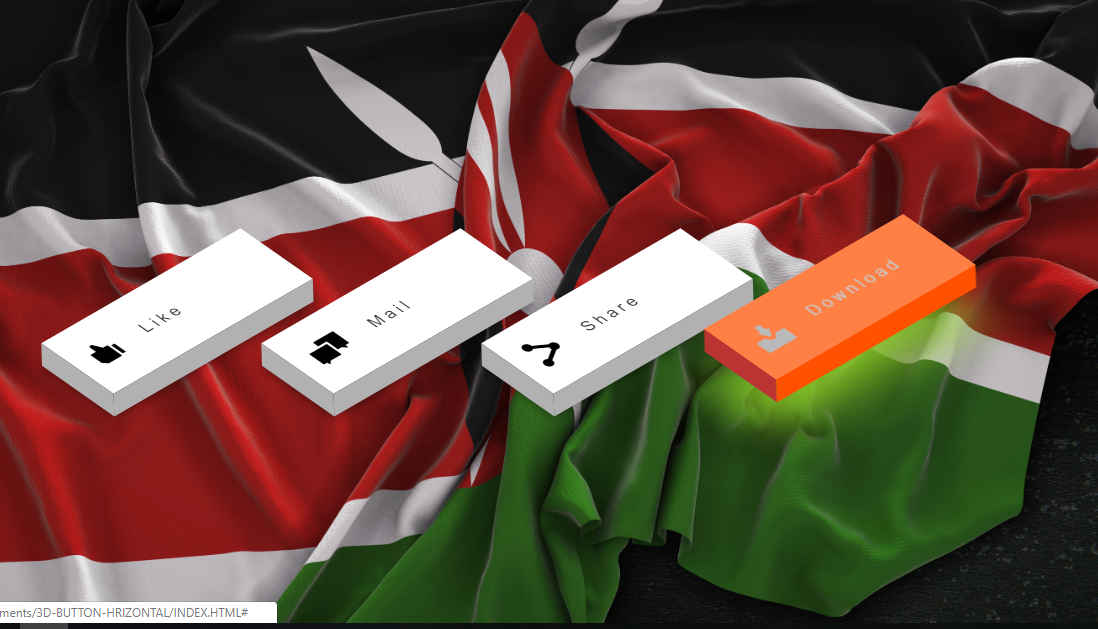 Like
Mail
Share
Download
ments/3D-BUTTON-HRIZONTAL/INDEX.HTML#